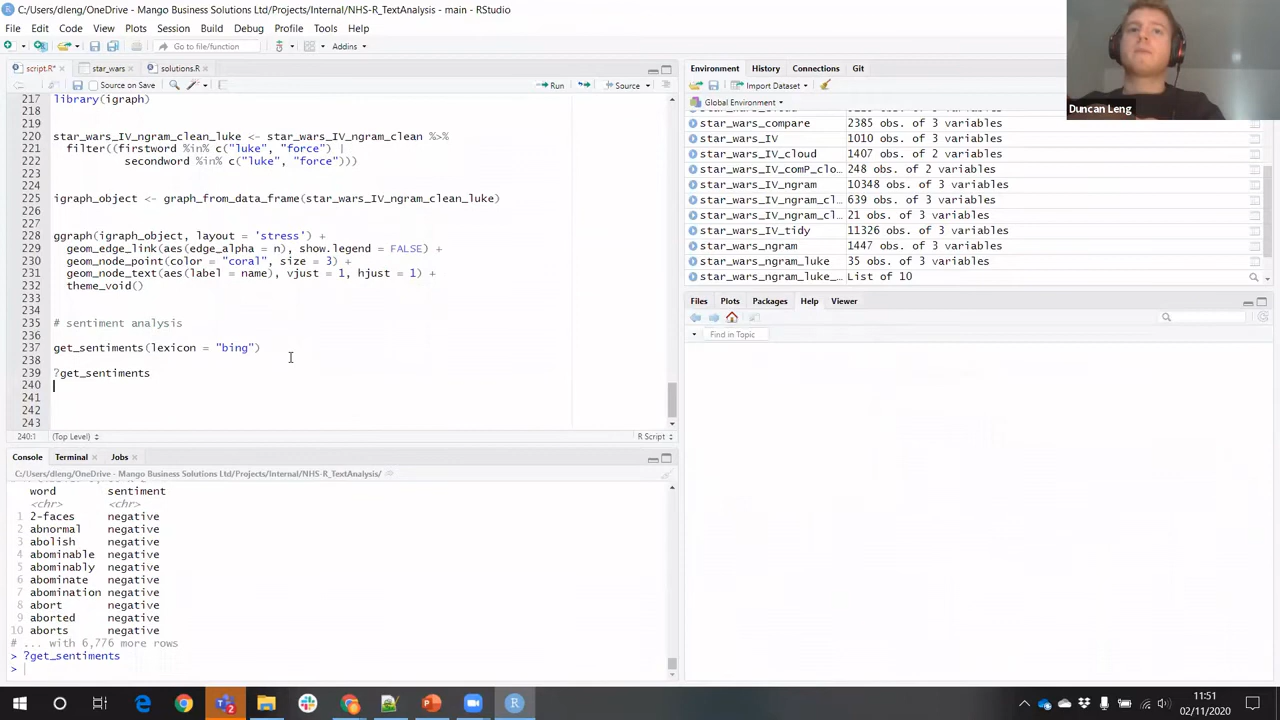 C:/Users/dleng/OneDrive - Mango Business Solutions Ltd/Projects/Internal/NHS-R_TextAnalysis - main - RStudio
File Edit Code View Plots Session Build Debug Profile Tools Help
Go to file/function Addins
script.R* star_wars solutions.R
Source on Save Run Source
217 library(igraph)
218
219
220 star_wars_IV_ngram_clean_luke <- star_wars_IV_ngram_clean %>%
221 filter((firstword %in% c("luke", "force") |
222 secondword %in% c("luke", "force")))
223
224
225 igraph_object <- graph_from_data_frame(star_wars_IV_ngram_clean_luke)
226
227
228 ggraph(igraph_object, layout = 'stress') +
229 geom_edge_link(aes(edge_alpha = n), show.legend = FALSE) +
230 geom_node_point(color = "coral", size = 3) +
231 geom_node_text(aes(label = name), vjust = 1, hjust = 1) +
232 theme_void()
233
234
235 # sentiment analysis
236
237 get_sentiments(lexicon = "bing")
238
239 ?get_sentiments
240
241
242
243
240:1 (Top Level) R Script
Console Terminal Jobs
C:/Users/dleng/OneDrive - Mango Business Solutions Ltd/Projects/Internal/NHS-R_TextAnalysis/
word sentiment
<chr> <chr>
1 2-faces negative
2 abnormal negative
3 abolish negative
4 abominable negative
5 abominably negative
6 abominate negative
7 abomination negative
8 abort negative
9 aborted negative
10 aborts negative
# ... with 6,776 more rows
> ?get_sentiments
>
Environment History Connections Git
Import Dataset
Global Environment
star_wars_compare 2385 obs. of 3 variables
star_wars_IV 1010 obs. of 3 variables
star_wars_IV_cloud 1407 obs. of 2 variables
star_wars_IV_comP_clo... 248 obs. of 2 variables
star_wars_IV_ngram 10348 obs. of 3 variables
star_wars_IV_ngram_cl... 639 obs. of 3 variables
star_wars_IV_ngram_cl... 21 obs. of 3 variables
star_wars_IV_tidy 11326 obs. of 3 variables
star_wars_ngram 1447 obs. of 3 variables
star_wars_ngram_luke 35 obs. of 3 variables
star_wars_ngram_luke_... List of 10
Files Plots Packages Help Viewer
Find in Topic
Duncan Leng
11:51
02/11/2020